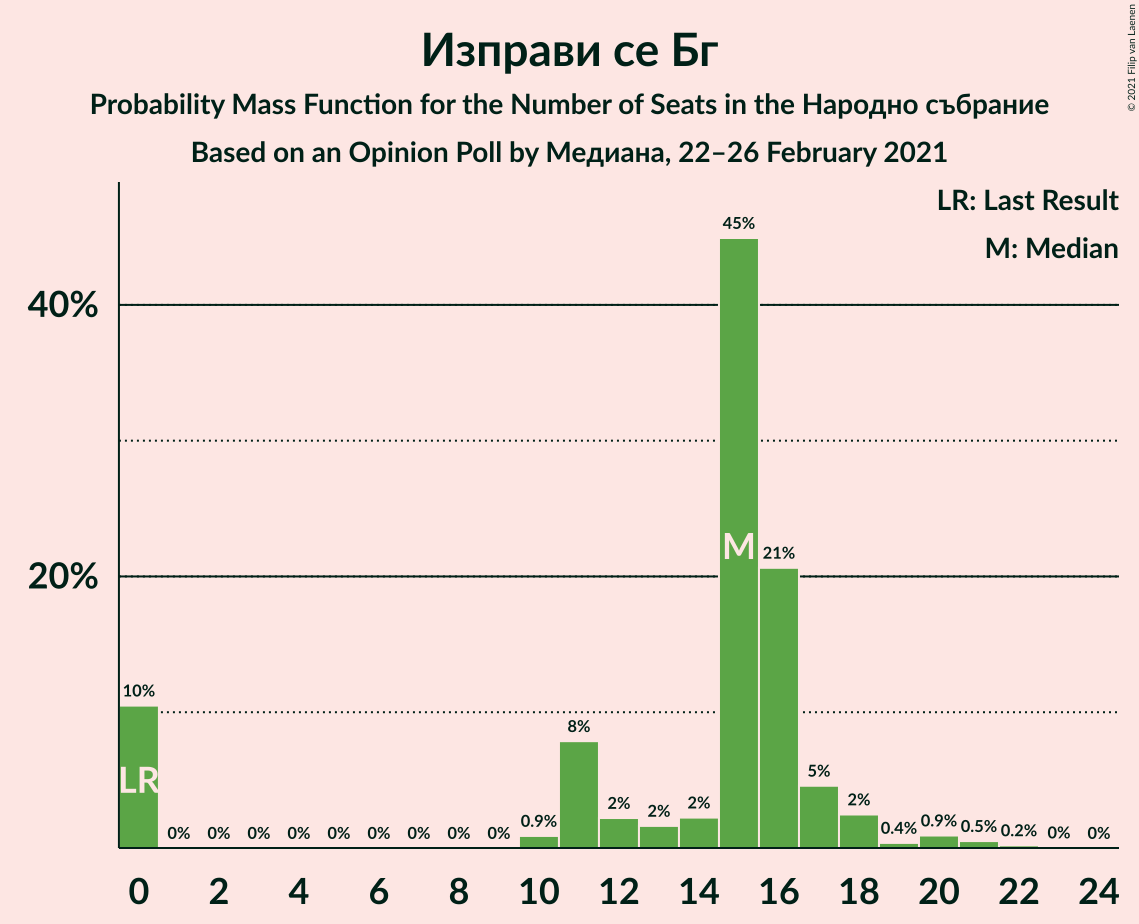 Изправи се Бг
Probability Mass Function for the Number of Seats in the Народно събрание
Based on an Opinion Poll by Медиана, 22–26 February 2021
© 2021 Filip van Laenen
LR: Last Result
M: Median
45%
40%
M
21%
20%
10%
8%
LR
5%
0% 0% 0% 0% 0% 0% 0% 0% 0% 0.9% 2% 2% 2% 2% 0.4% 0.9% 0.5% 0.2% 0% 0%
0 2 4 6 8 10 12 14 16 18 20 22 24